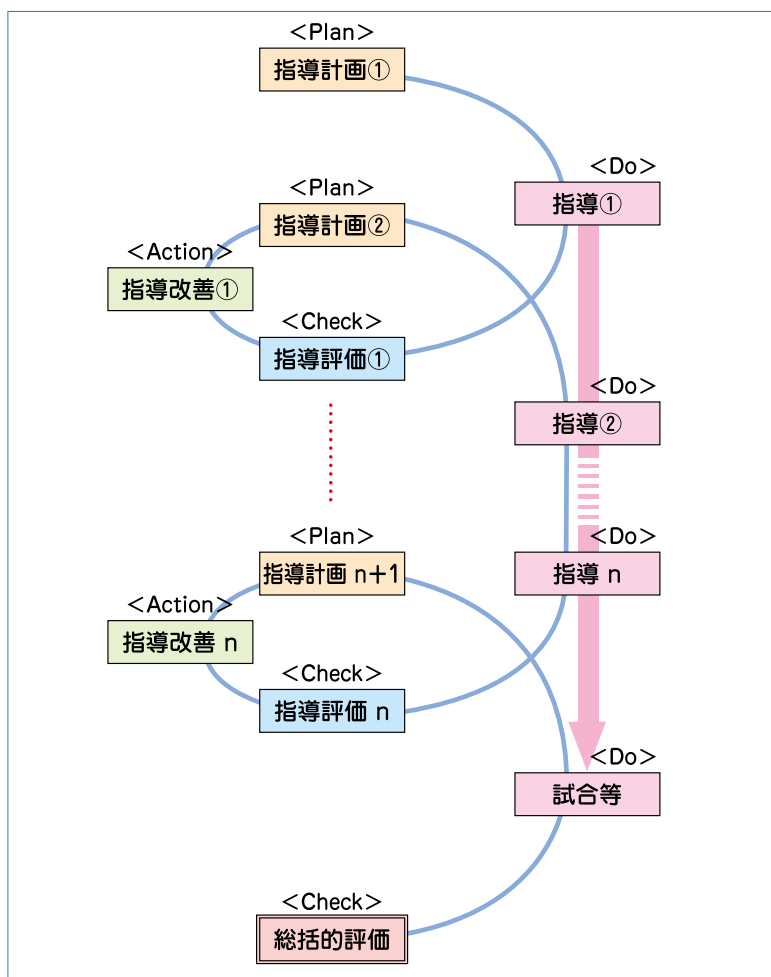 <Plan>
指導計画①
<Do>
指導①
<Plan>
指導計画②
<Action>
指導改善①
<Check>
指導評価①
<Do>
指導②
<Plan>
指導計画 n+1
<Do>
指導 n
<Action>
指導改善 n
<Check>
指導評価 n
<Do>
試合等
<Check>
総括的評価